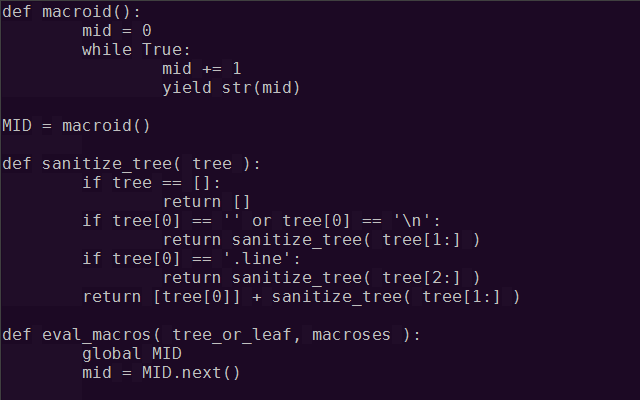 def macroid():
        mid = 0
        while True:
                mid += 1
                yield str(mid)

MID = macroid()

def sanitize_tree( tree ):
        if tree == []:
                return []
        if tree[0] == '' or tree[0] == '\n':
                return sanitize_tree( tree[1:] )
        if tree[0] == '.line':
                return sanitize_tree( tree[2:] )
        return [tree[0]] + sanitize_tree( tree[1:] )

def eval_macros( tree_or_leaf, macroses ):
        global MID
        mid = MID.next()